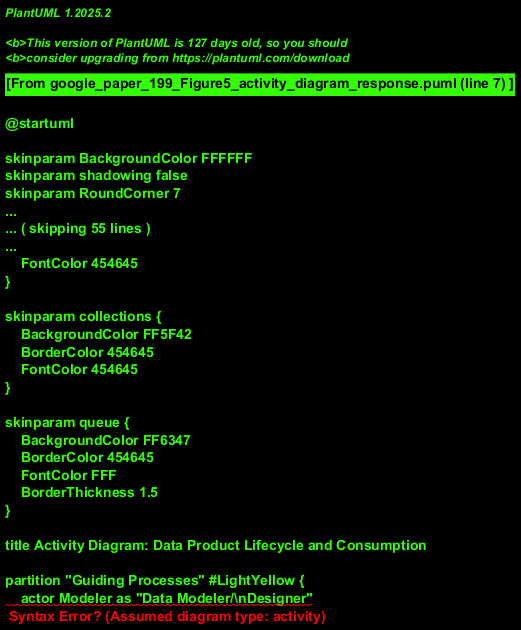 PlantUML 1.2025.2
<b>This version of PlantUML is 127 days old, so you should
<b>consider upgrading from https://plantuml.com/download
[From google_paper_199_Figure5_activity_diagram_response.puml (line 7) ]
@startuml
skinparam BackgroundColor FFFFFF
skinparam shadowing false
skinparam RoundCorner 7
...
... ( skipping 55 lines )
...
FontColor 454645
}
skinparam collections {
BackgroundColor FF5F42
BorderColor 454645
FontColor 454645
}
skinparam queue {
BackgroundColor FF6347
BorderColor 454645
FontColor FFF
BorderThickness 1.5
}
title Activity Diagram: Data Product Lifecycle and Consumption
partition "Guiding Processes" #LightYellow {
actor Modeler as "Data Modeler/\nDesigner"
Syntax Error? (Assumed diagram type: activity)